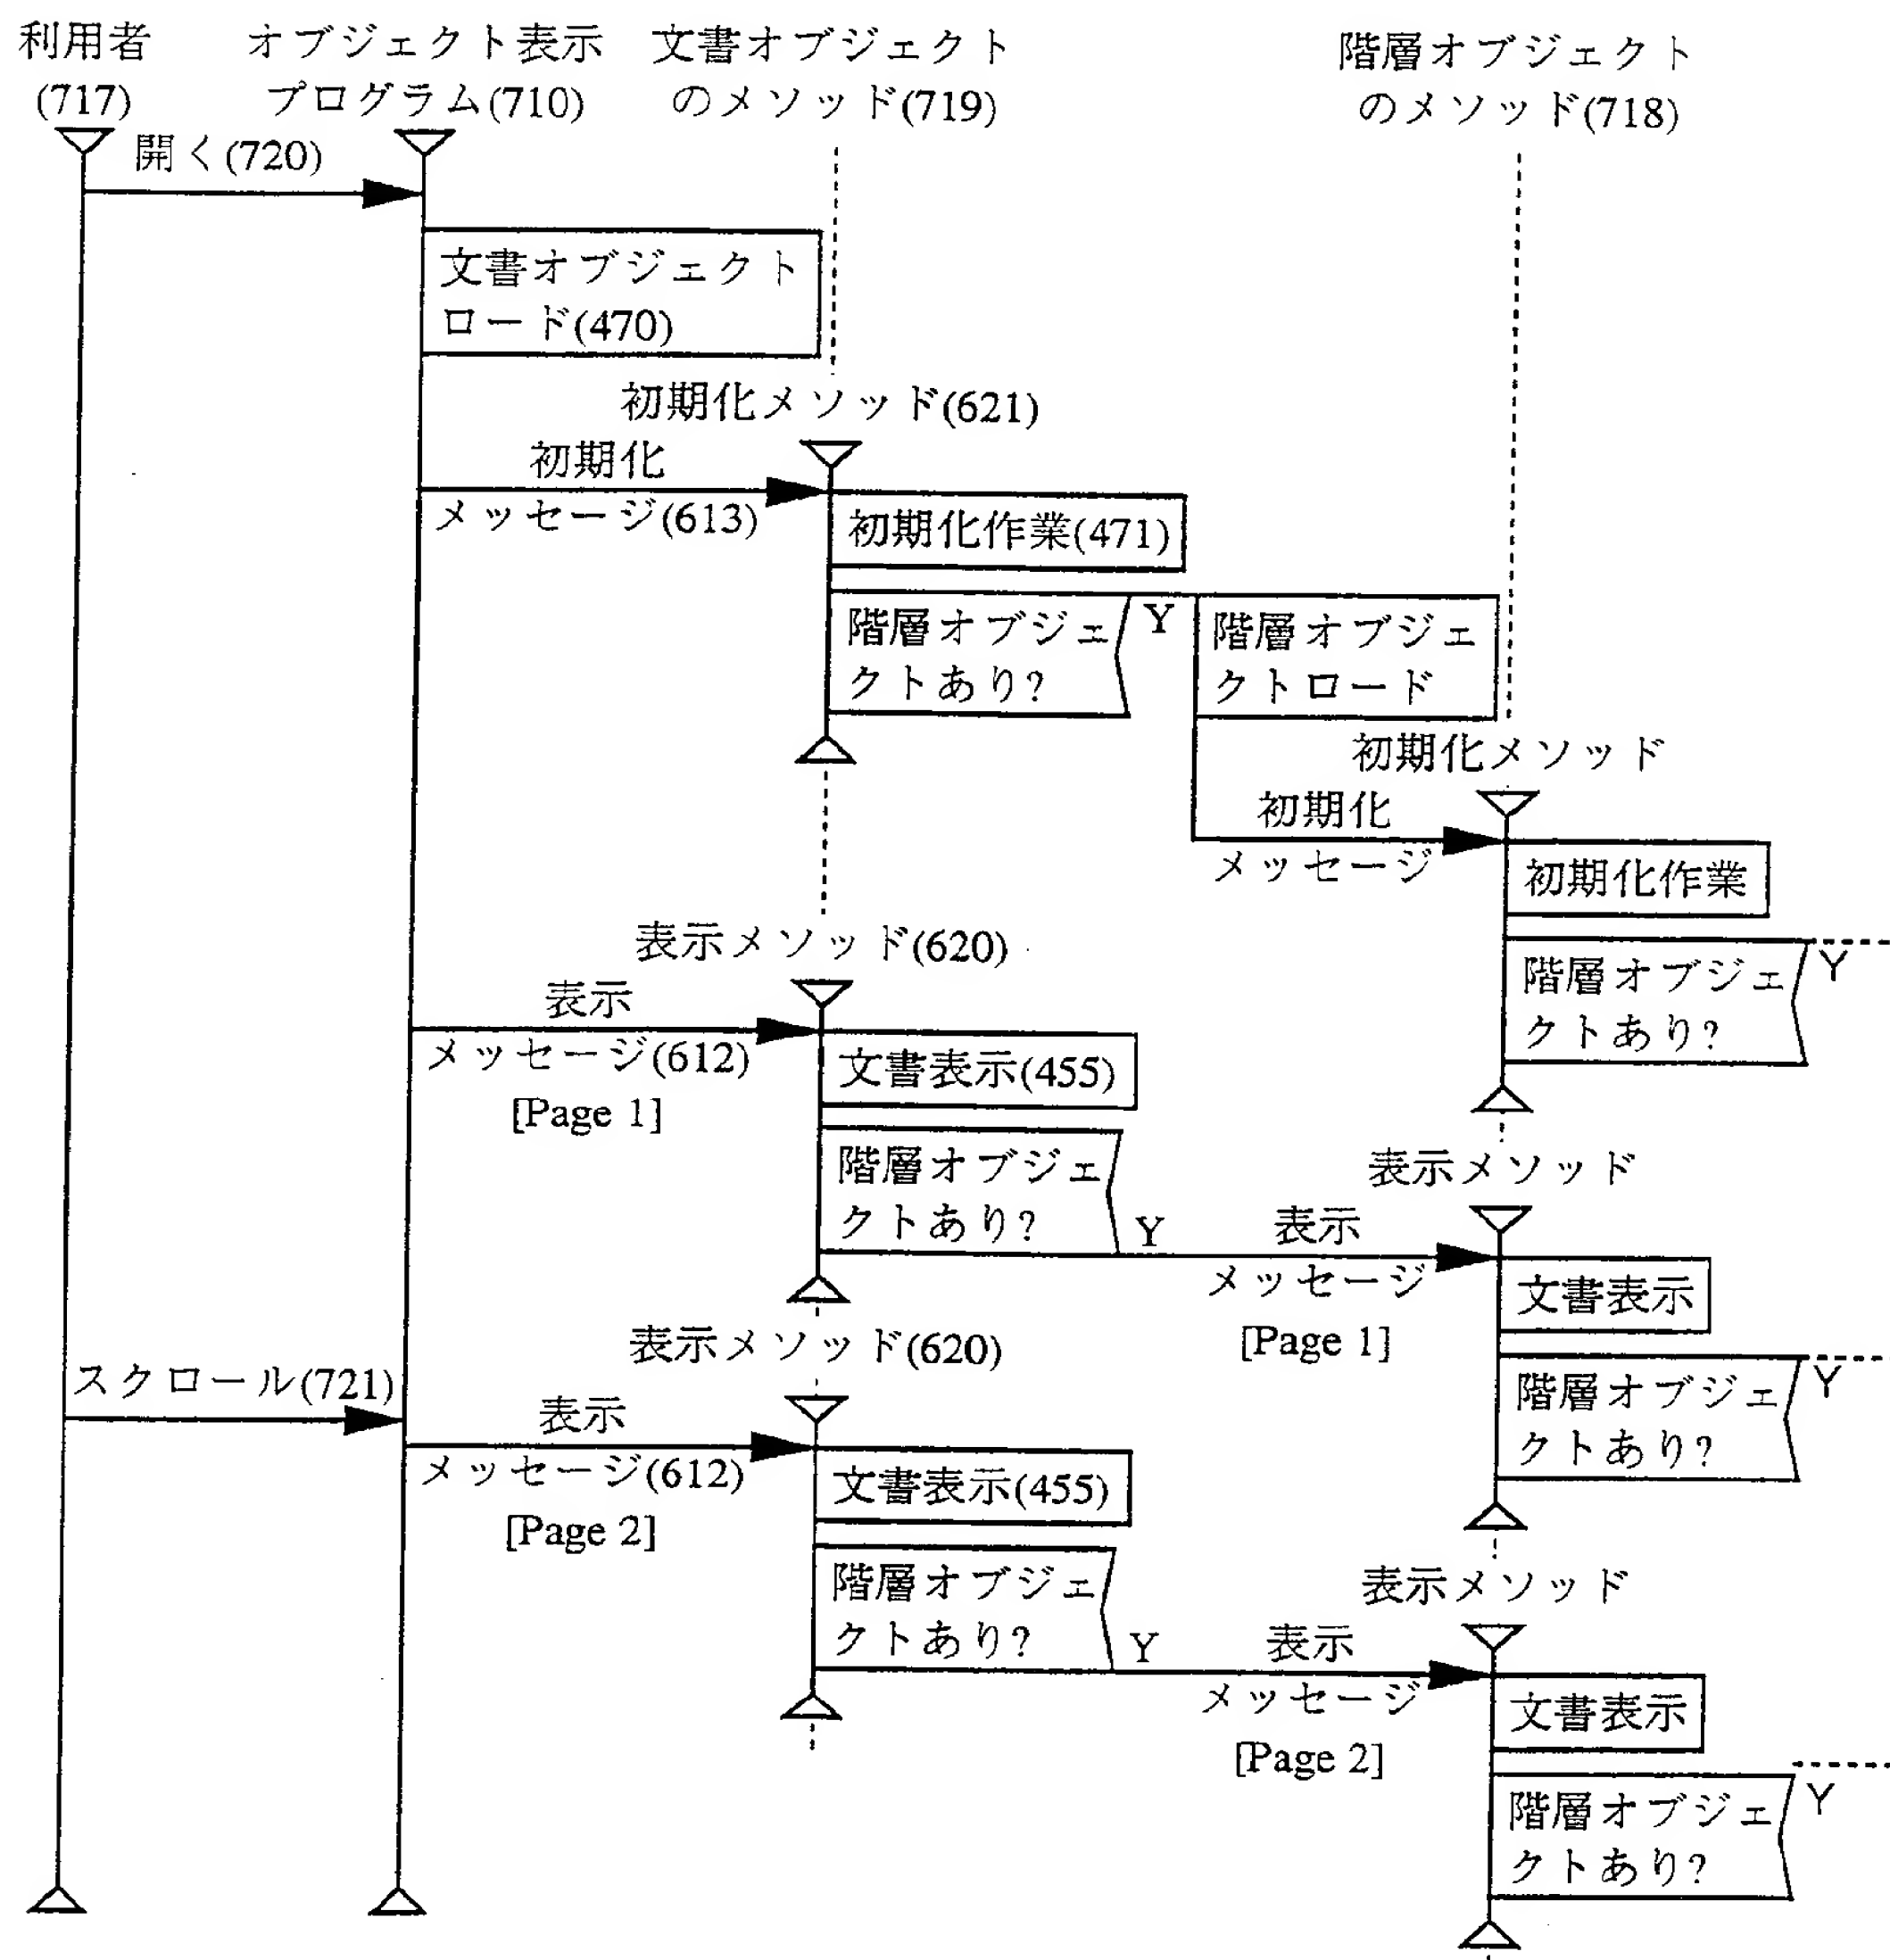 利用者
(717)
オブジェクト表示
プログラム(710)
文書オブジェクト
のメソッド(719)
階層オブジェクト
のメソッド(718)
開く(720)
文書オブジェクト
ロード(470)
初期化メソッド(621)
初期化
メッセージ(613)
初期化作業(471)
階層オブジェ
クトあり?
Y
階層オブジェ
クトロード
初期化メソッド
初期化
メッセージ
初期化作業
階層オブジェ
クトあり?
Y
表示メソッド(620)
表示
メッセージ(612)
[Page 1]
文書表示(455)
階層オブジェ
クトあり?
Y
表示メソッド
表示
メッセージ
[Page 1]
文書表示
階層オブジェ
クトあり?
Y
スクロール(721)
表示メソッド(620)
表示
メッセージ(612)
[Page 2]
文書表示(455)
階層オブジェ
クトあり?
Y
表示メソッド
表示
メッセージ
[Page 2]
文書表示
階層オブジェ
クトあり?
Y